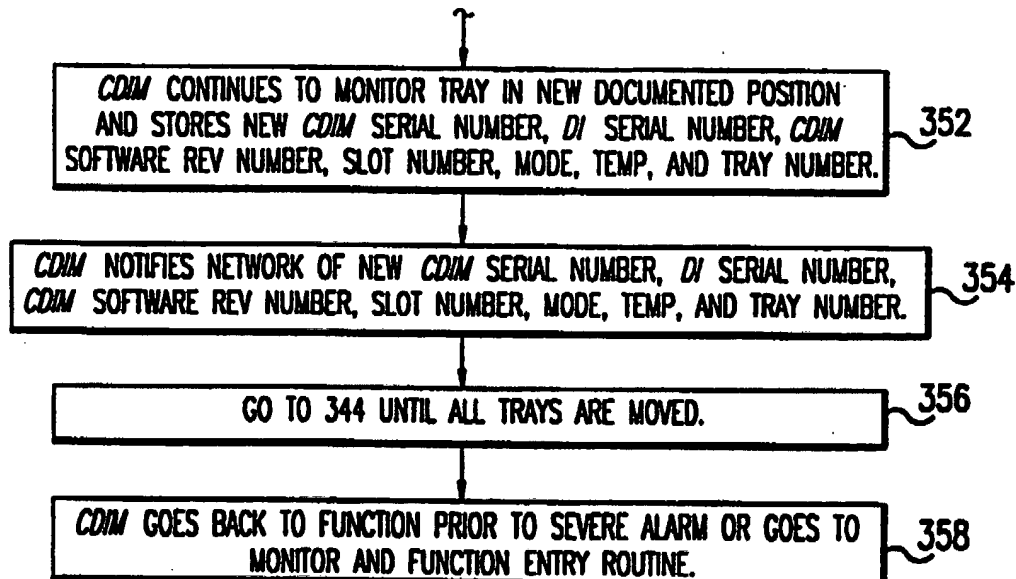 CDIM CONTINUES TO MONITOR TRAY IN NEW DOCUMENTED POSITION
AND STORES NEW CDIM SERIAL NUMBER, DI SERIAL NUMBER, CDIM
SOFTWARE REV NUMBER, SLOT NUMBER, MODE, TEMP, AND TRAY NUMBER.
352
CDIM NOTIFIES NETWORK OF NEW CDIM SERIAL NUMBER, DI SERIAL NUMBER,
CDIM SOFTWARE REV NUMBER, SLOT NUMBER, MODE, TEMP, AND TRAY NUMBER.
354
GO TO 344 UNTIL ALL TRAYS ARE MOVED.
356
CDIM GOES BACK TO FUNCTION PRIOR TO SEVERE ALARM OR GOES TO
MONITOR AND FUNCTION ENTRY ROUTINE.
358